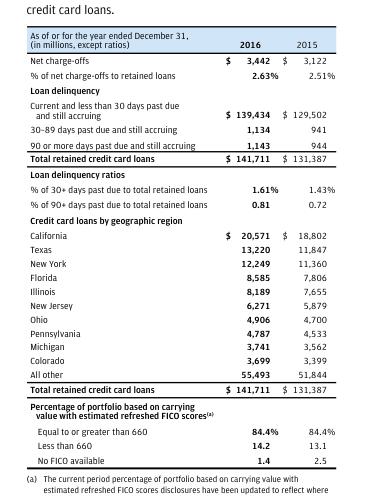 credit card loans.
As of or for the year ended December 31,
(in millions, except ratios) 2016 2015
Net charge-offs $ 3,442 $ 3,122
% of net charge-offs to retained loans 2.63% 2.51%
Loan delinquency
Current and less than 30 days past due
and still accruing $ 139,434 $ 129,502
30–89 days past due and still accruing 1,134 941
90 or more days past due and still accruing 1,143 944
Total retained credit card loans $ 141,711 $ 131,387
Loan delinquency ratios
% of 30+ days past due to total retained loans 1.61% 1.43%
% of 90+ days past due to total retained loans 0.81 0.72
Credit card loans by geographic region
California $ 20,571 $ 18,802
Texas 13,220 11,847
New York 12,249 11,360
Florida 8,585 7,806
Illinois 8,189 7,655
New Jersey 6,271 5,879
Ohio 4,906 4,700
Pennsylvania 4,787 4,533
Michigan 3,741 3,562
Colorado 3,699 3,399
All other 55,493 51,844
Total retained credit card loans $ 141,711 $ 131,387
Percentage of portfolio based on carrying
value with estimated refreshed FICO scores(a)
Equal to or greater than 660 84.4% 84.4%
Less than 660 14.2 13.1
No FICO available 1.4 2.5
(a) The current period percentage of portfolio based on carrying value with
estimated refreshed FICO scores disclosures have been updated to reflect where